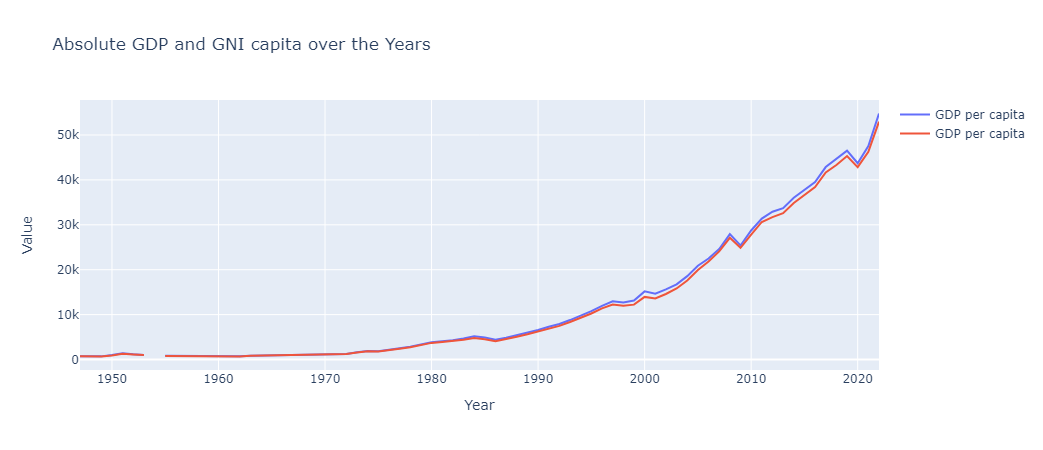 Absolute GDP and GNI capita over the Years
GDP per capita
GDP per capita
50k
40k
30k
20k
10k
0
1950 1960 1970 1980 1990 2000 2010 2020
Value
Year